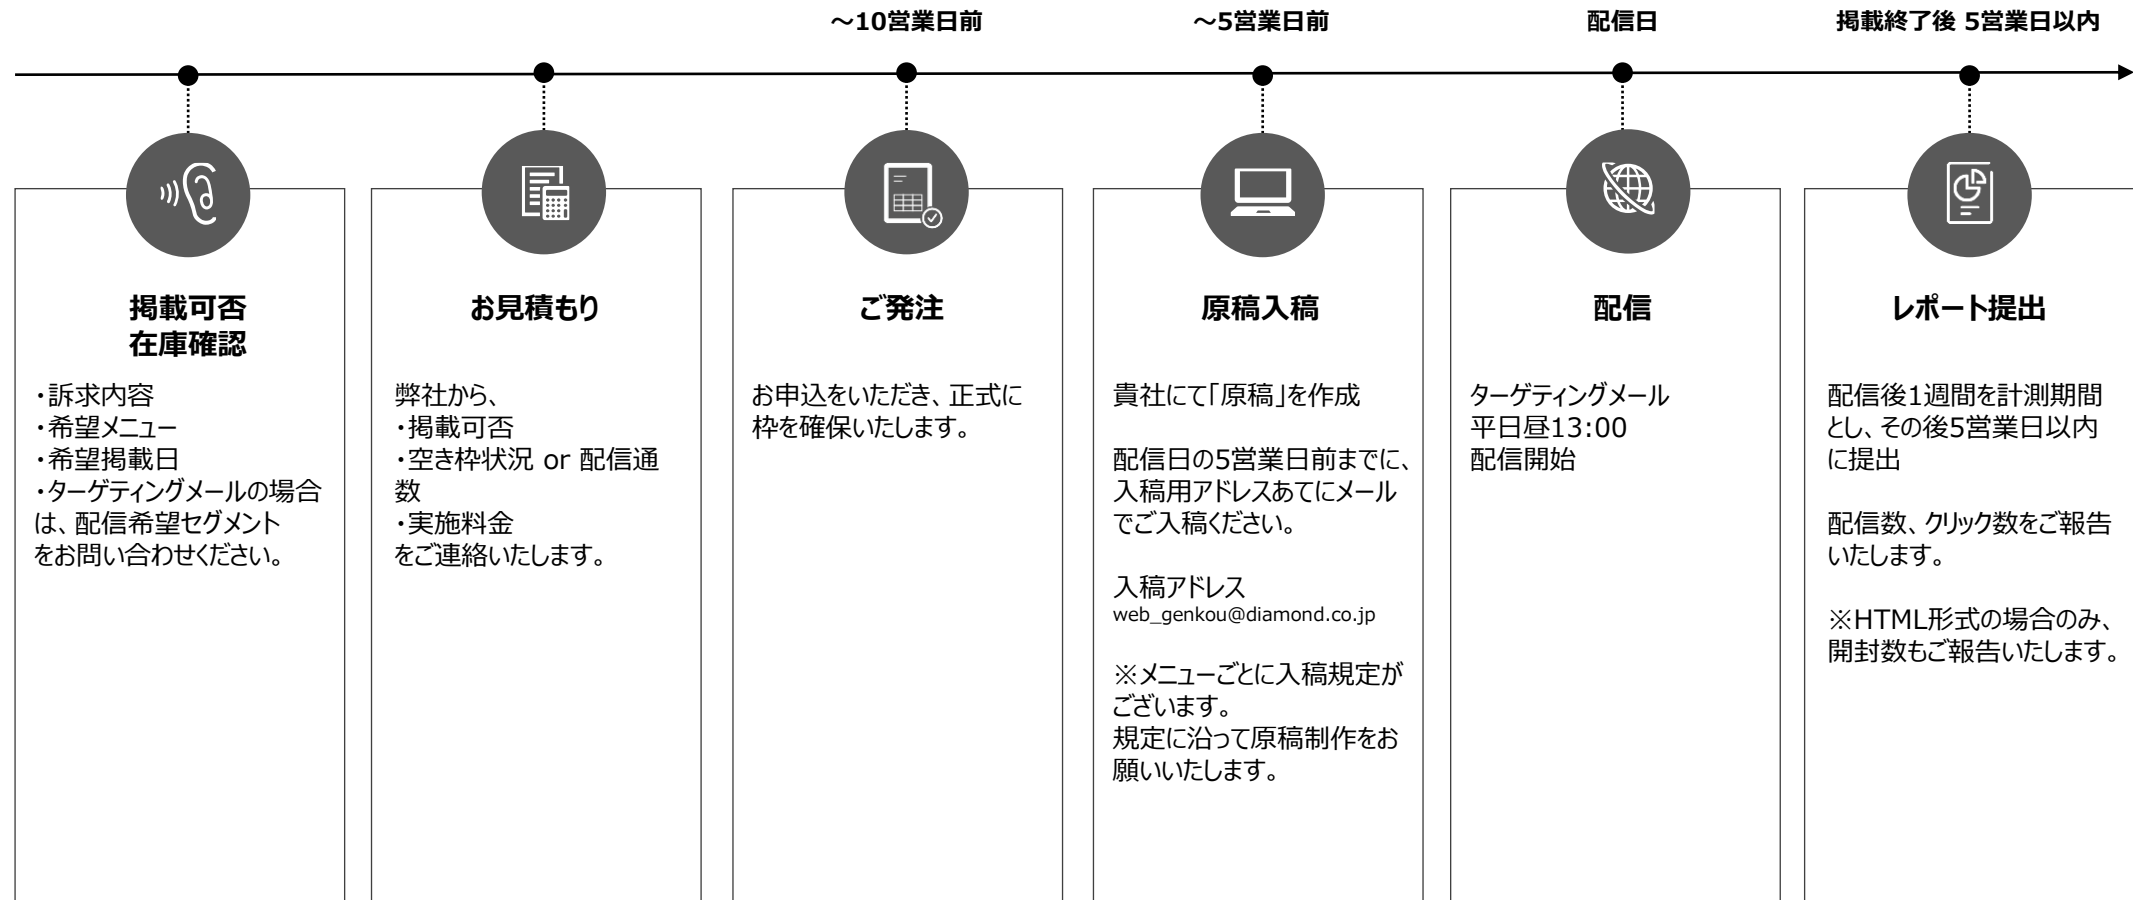 ～10営業日前
～5営業日前
配信日
掲載終了後 5営業日以内
掲載可否
在庫確認
・訴求内容
・希望メニュー
・希望掲載日
・ターゲティングメールの場合
は、配信希望セグメント
をお問い合わせください。
お見積もり
弊社から、
・掲載可否
・空き枠状況 or 配信通
数
・実施料金
をご連絡いたします。
ご発注
お申込をいただき、正式に
枠を確保いたします。
原稿入稿
貴社にて「原稿」を作成
配信日の5営業日前までに、
入稿用アドレスあてにメール
でご入稿ください。
入稿アドレス
web_genkou@diamond.co.jp
※メニューごとに入稿規定が
ございます。
規定に沿って原稿制作をお
願いいたします。
配信
ターゲティングメール
平日昼13:00
配信開始
レポート提出
配信後1週間を計測期間
とし、その後5営業日以内
に提出
配信数、クリック数をご報告
いたします。
※HTML形式の場合のみ、
開封数もご報告いたします。